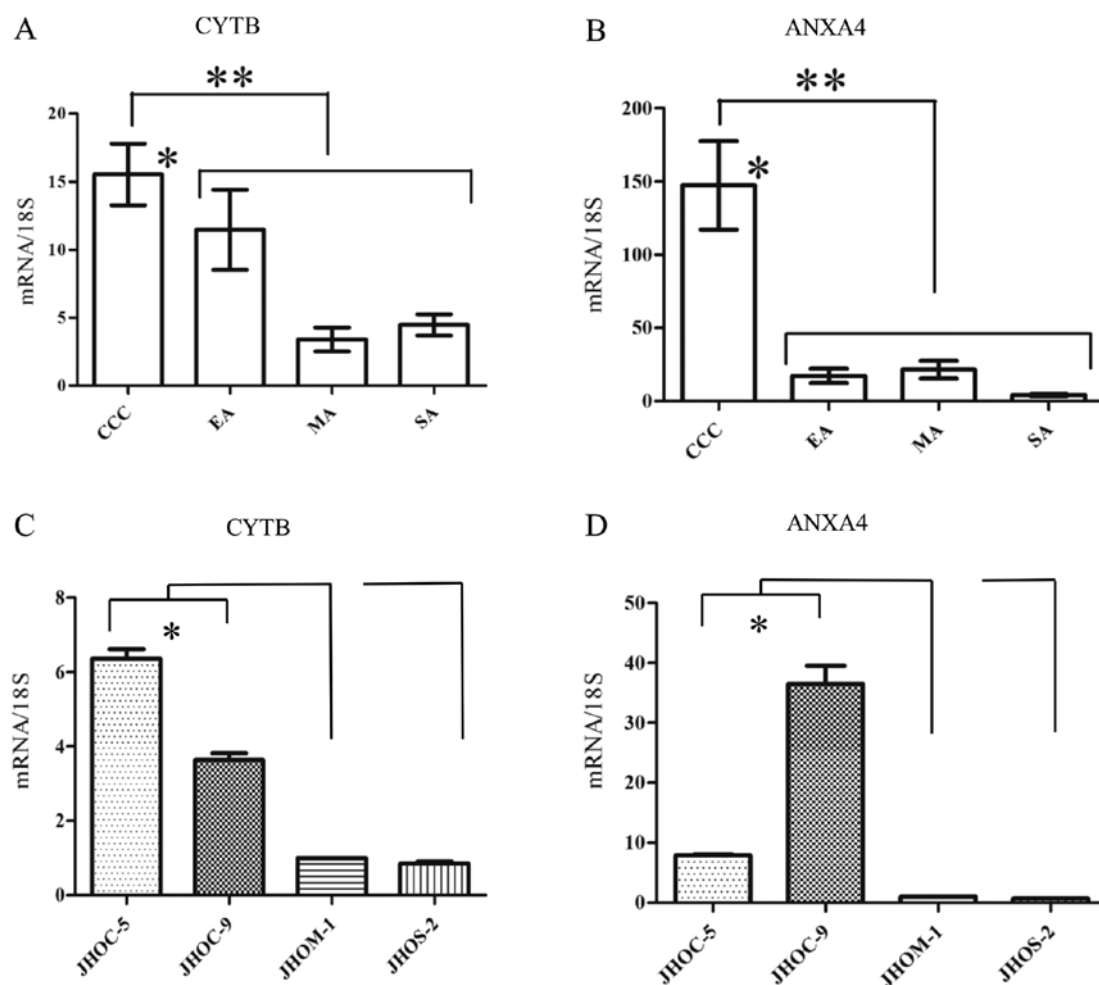 A
CYTB
**
*
mRNA/18S
20
15
10
5
0
CCC
EA
MA
SA
B
ANXA4
**
*
mRNA/18S
200
150
100
50
0
CCC
EA
MA
SA
C
CYTB
*
mRNA/18S
8
6
4
2
0
JHOC-5
JHOC-9
JHOM-1
JHOS-2
D
ANXA4
*
mRNA/18S
50
40
30
20
10
0
JHOC-5
JHOC-9
JHOM-1
JHOS-2